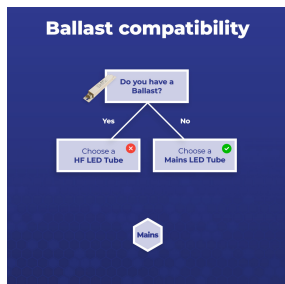 Ballast compatibility
Do you have a
Ballast?
Yes
No
Choose a
HF LED Tube
Choose a
Mains LED Tube
Mains